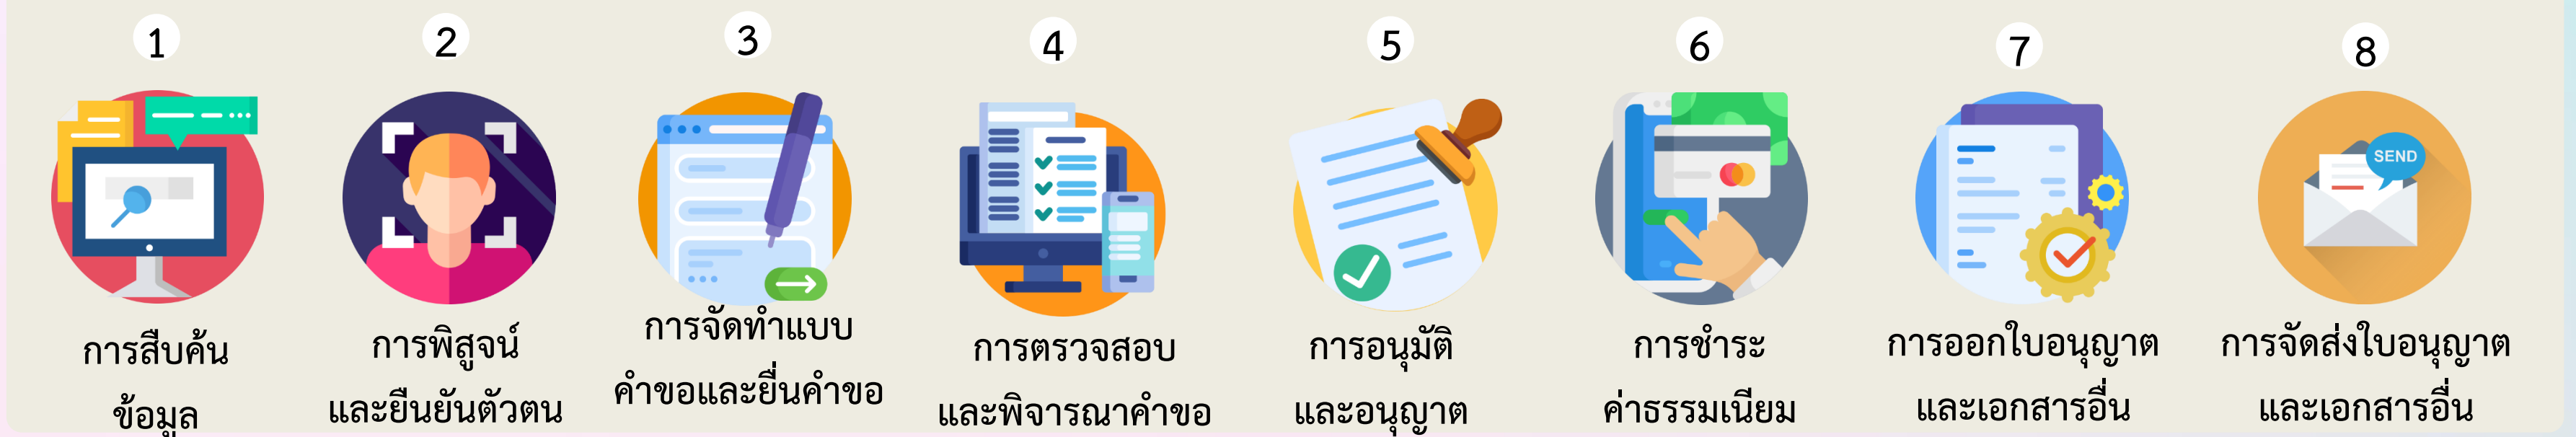 1
การสืบค้น
ข้อมูล
2
การพิสูจน์
และยืนยันตัวตน
3
การจัดทำแบบ
คำขอและยื่นคำขอ
4
การตรวจสอบ
และพิจารณาคำขอ
5
การอนุมัติ
และอนุญาต
6
การชำระ
ค่าธรรมเนียม
7
การออกใบอนุญาต
และเอกสารอื่น
8
SEND
การจัดส่งใบอนุญาต
และเอกสารอื่น